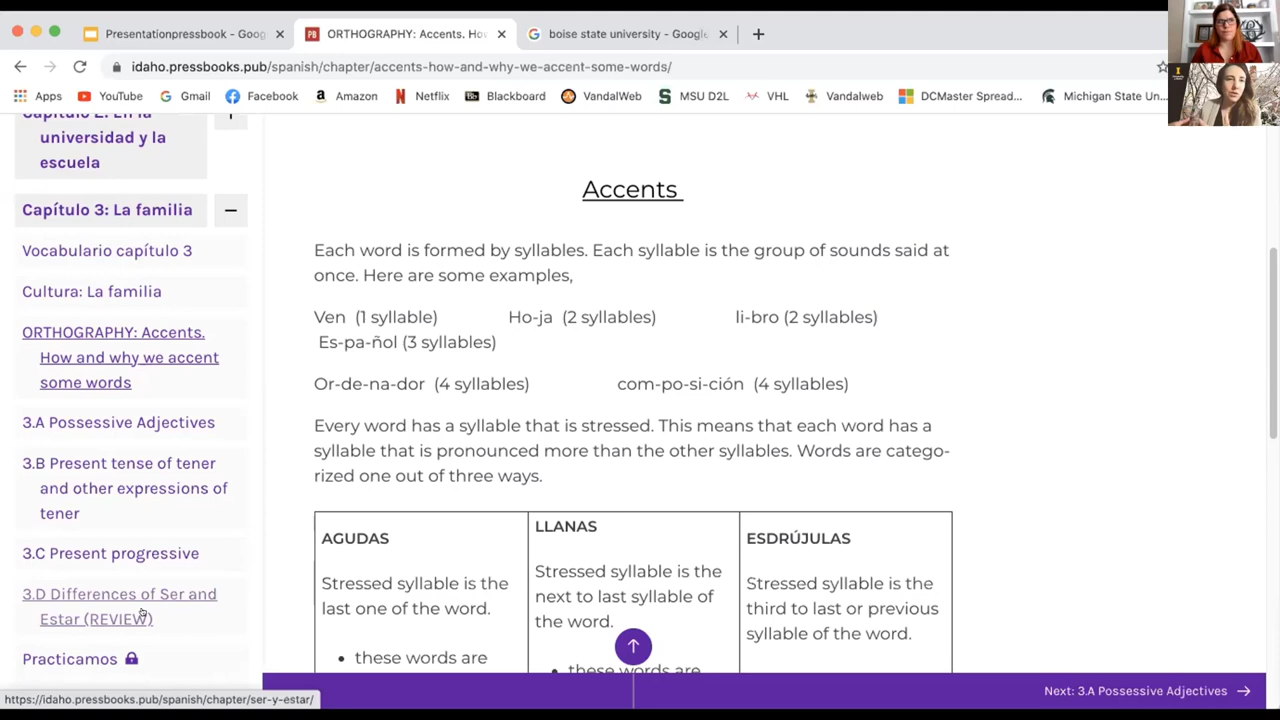 Presentationpressbook - Goog
ORTHOGRAPHY: Accents. Ho
boise state university - Google
idaho.pressbooks.pub/spanish/chapter/accents-how-and-why-we-accent-some-words/
Apps YouTube Gmail Facebook Amazon Netflix Blackboard VandalWeb MSU D2L VHL Vandalweb DCMaster Spread... Michigan State Un...
Capítulo 2: En la
universidad y la
escuela
Capítulo 3: La familia
Vocabulario capítulo 3
Cultura: La familia
ORTHOGRAPHY: Accents.
How and why we accent
some words
3.A Possessive Adjectives
3.B Present tense of tener
and other expressions of
tener
3.C Present progressive
3.D Differences of Ser and
Estar (REVIEW)
Practicamos
https://idaho.pressbooks.pub/spanish/chapter/ser-y-estar/
Accents
Each word is formed by syllables. Each syllable is the group of sounds said at
once. Here are some examples,
Ven (1 syllable) Ho-ja (2 syllables) li-bro (2 syllables)
Es-pa-ñol (3 syllables)
Or-de-na-dor (4 syllables) com-po-si-ción (4 syllables)
Every word has a syllable that is stressed. This means that each word has a
syllable that is pronounced more than the other syllables. Words are catego-
rized one out of three ways.
AGUDAS
Stressed syllable is the
last one of the word.
• these words are
LLANAS
Stressed syllable is the
next to last syllable of
the word.
• these words are
ESDRÚJULAS
Stressed syllable is the
third to last or previous
syllable of the word.
Next: 3.A Possessive Adjectives →